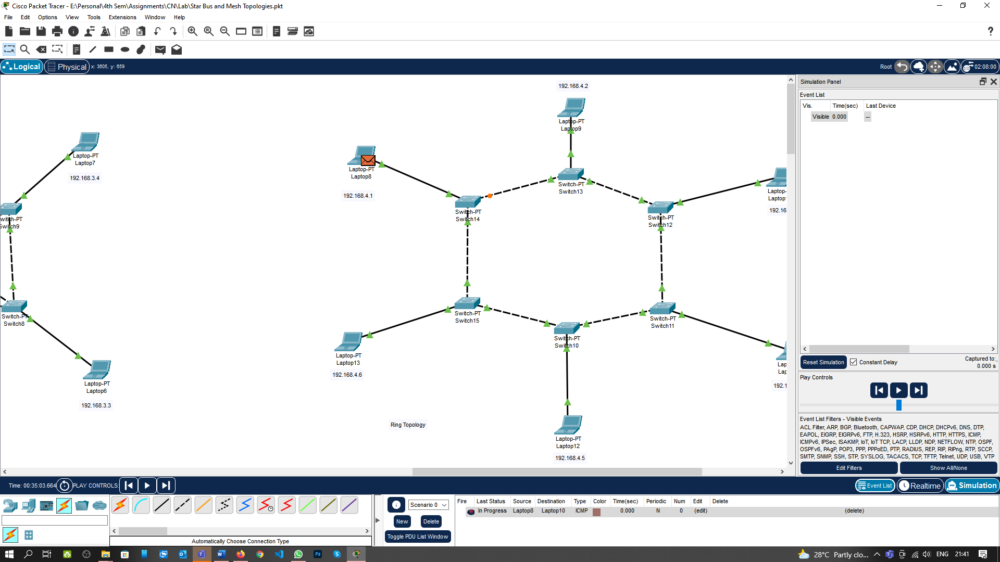 Cisco Packet Tracer - E:\Personal\4th Sem\Assignments\CN\Lab\Star Bus and Mesh Topologies.pkt
File Edit Options View Tools Extensions Window Help
Logical Physical x: 3605, y: 659 Root 02:08:00
192.168.4.2
Laptop-PT
Laptop9
Laptop-PT
Laptop7
192.168.3.4
Laptop-PT
Laptop8
192.168.4.1
Switch-PT
Switch13
Switch-PT
Switch14
Switch-PT
Switch12
Laptop-
Laptop
192.16
witch-PT
Switch9
Switch-PT
Switch8
Switch-PT
Switch15
Switch-PT
Switch11
Switch-PT
Switch10
Laptop-PT
Laptop13
192.168.4.6
Lap
Lap
192.1
Laptop-PT
Laptop6
192.168.3.3
Ring Topology
Laptop-PT
Laptop12
192.168.4.5
Simulation Panel
Event List
Vis. Time(sec) Last Device
Visible 0.000 --
Reset Simulation Constant Delay Captured to:
0.000 s
Play Controls
Event List Filters - Visible Events
ACL Filter, ARP, BGP, Bluetooth, CAPWAP, CDP, DHCP, DHCPv6, DNS, DTP,
EAPOL, EIGRP, EIGRPv6, FTP, H.323, HSRP, HSRPv6, HTTP, HTTPS, ICMP,
ICMPv6, IPSec, ISAKMP, IoT, IoT TCP, LACP, LLDP, NDP, NETFLOW, NTP, OSPF,
OSPFv6, PAgP, POP3, PPP, PPPoED, PTP, RADIUS, REP, RIP, RIPng, RTP, SCCP,
SMTP, SNMP, SSH, STP, SYSLOG, TACACS, TCP, TFTP, Telnet, UDP, USB, VTP
Edit Filters Show All/None
Time: 00:35:03.664 PLAY CONTROLS: Event List Realtime Simulation
Automatically Choose Connection Type
Scenario 0
New Delete
Toggle PDU List Window
Fire Last Status Source Destination Type Color Time(sec) Periodic Num Edit Delete
In Progress Laptop8 Laptop10 ICMP 0.000 N 0 (edit) (delete)
28°C Partly clo... ENG 21:41